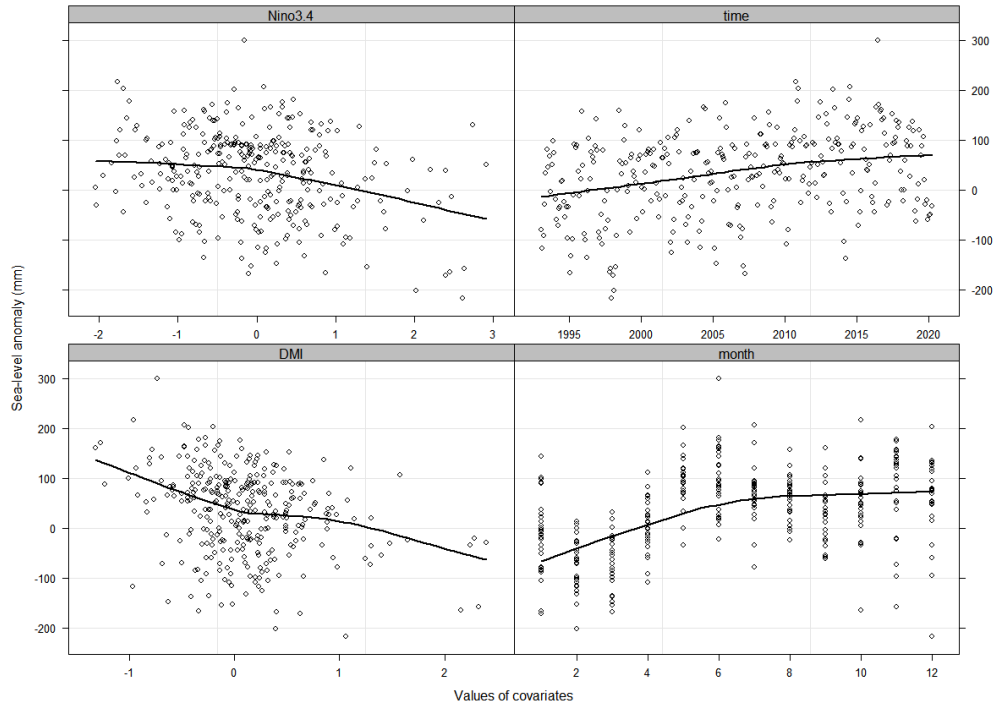 Nino3.4 time
300
200
100
0
-100
-200
-2 -1 0 1 2 3 1995 2000 2005 2010 2015 2020
DMI month
300
200
100
0
-100
-200
-1 0 1 2 2 4 6 8 10 12
Sea-level anomaly (mm)
Values of covariates